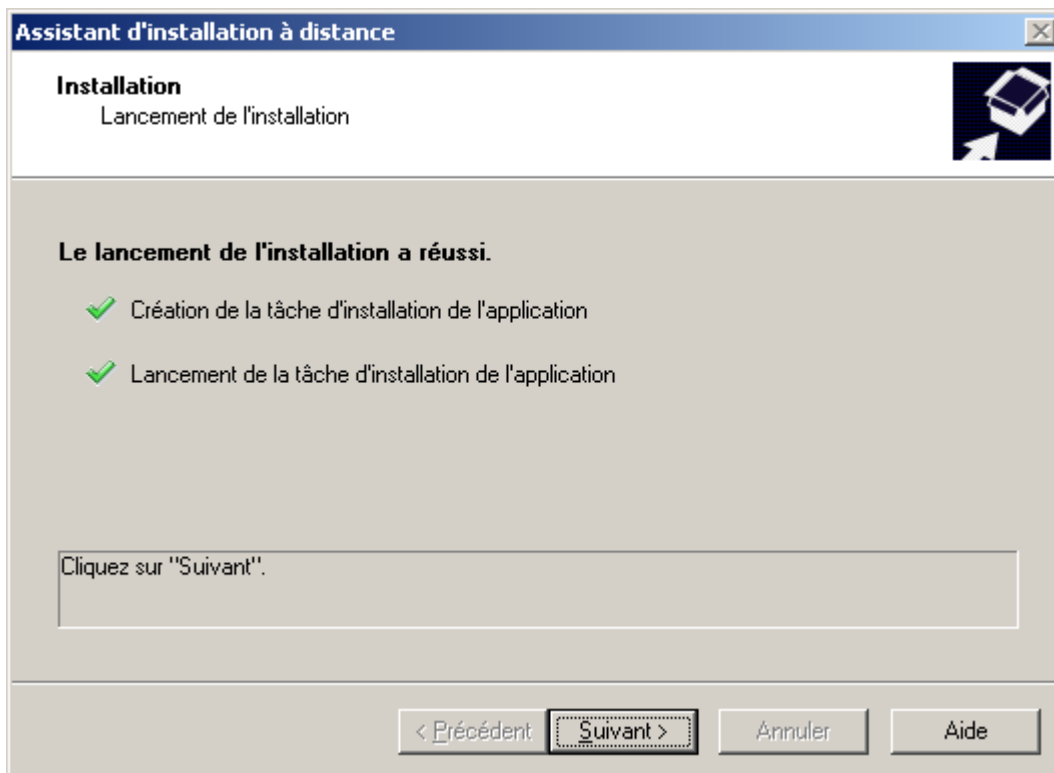 Assistant d'installation à distance
Installation
Lancement de l'installation
Le lancement de l'installation a réussi.
Création de la tâche d'installation de l'application
Lancement de la tâche d'installation de l'application
Cliquez sur "Suivant".
< Précédent
Suivant >
Annuler
Aide